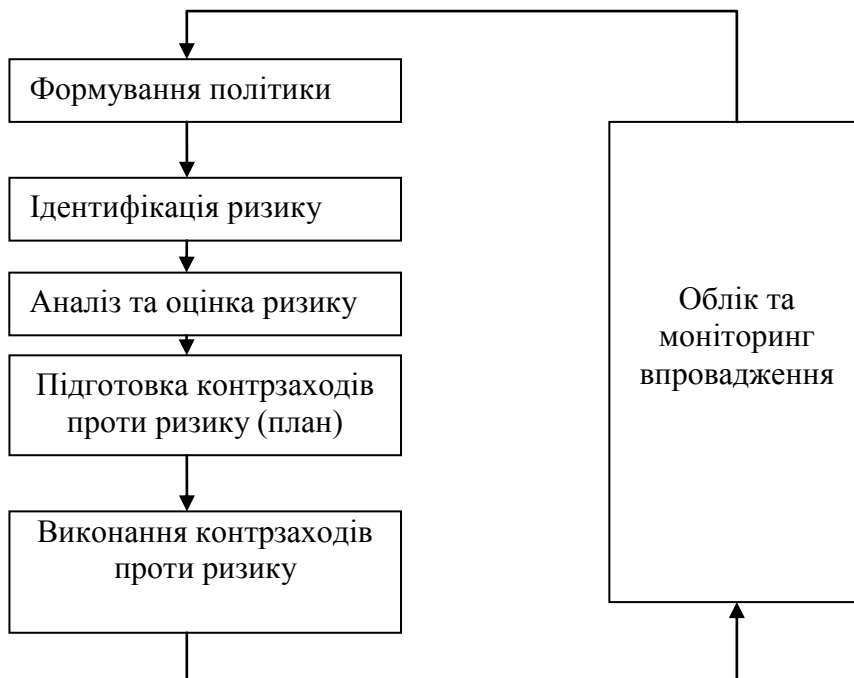 Формування політики
Ідентифікація ризику
Аналіз та оцінка ризику
Підготовка контрзаходів
проти ризику (план)
Виконання контрзаходів
проти ризику
Облік та
моніторинг
впровадження